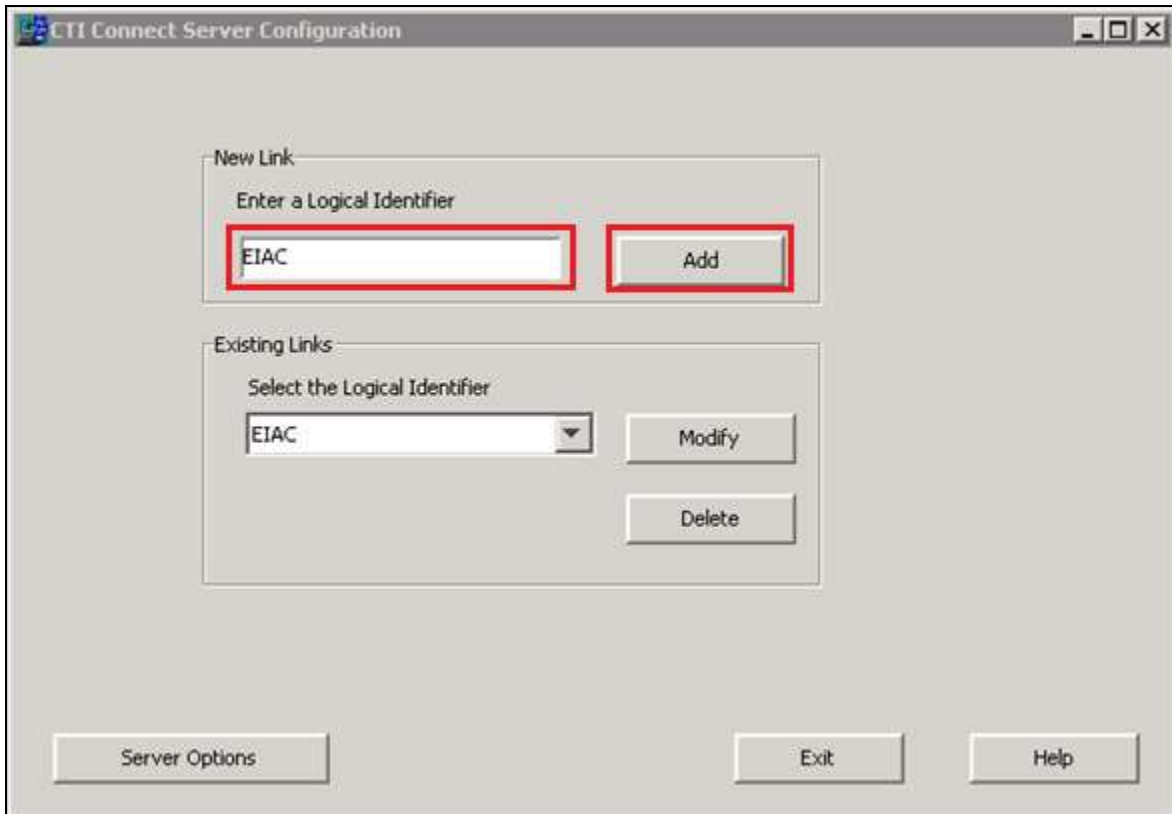 CTI Connect Server Configuration
New Link
Enter a Logical Identifier
EIAC
Add
Existing Links
Select the Logical Identifier
EIAC
Modify
Delete
Server Options
Exit
Help